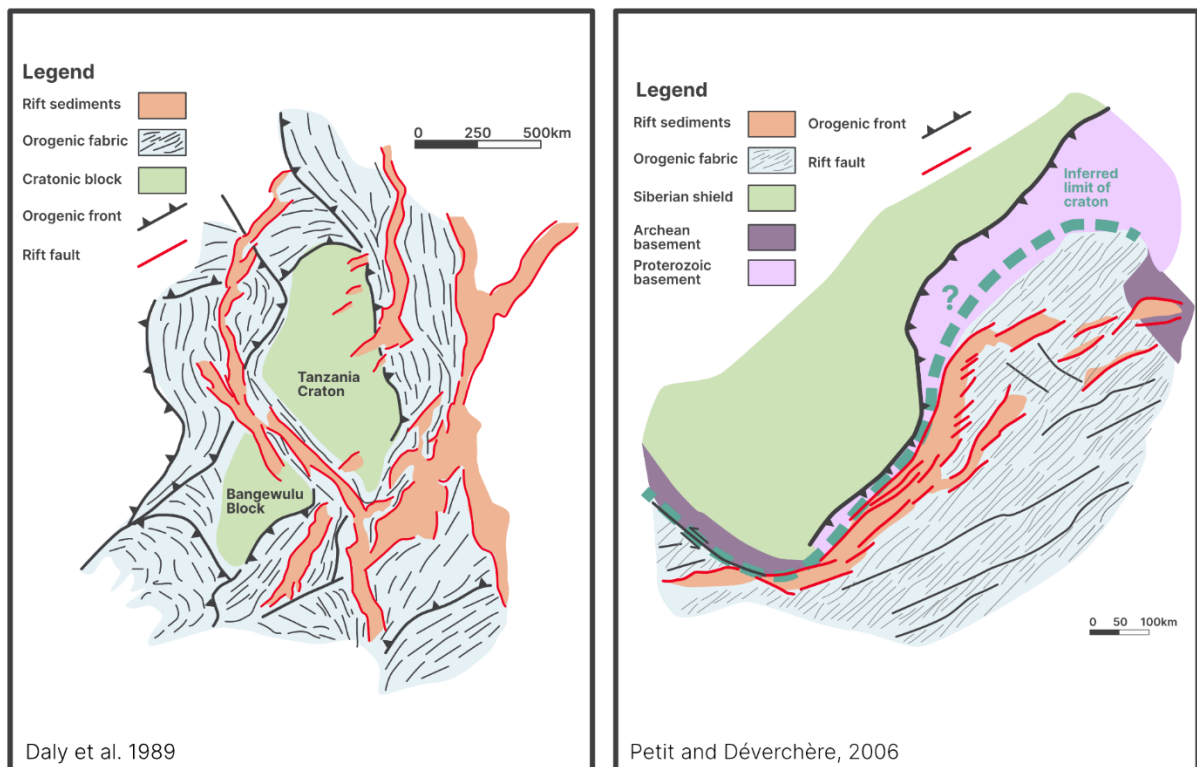 Legend
Rift sediments
Orogenic fabric
Cratonic block
Orogenic front
Rift fault
0 250 500km
Tanzania
Craton
Bangewulu
Block
Daly et al. 1989
Legend
Rift sediments
Orogenic front
Orogenic fabric
Rift fault
Siberian shield
Archean
basement
Proterozoic
basement
Inferred
limit of
craton
?
0 50 100km
Petit and Déverchère, 2006